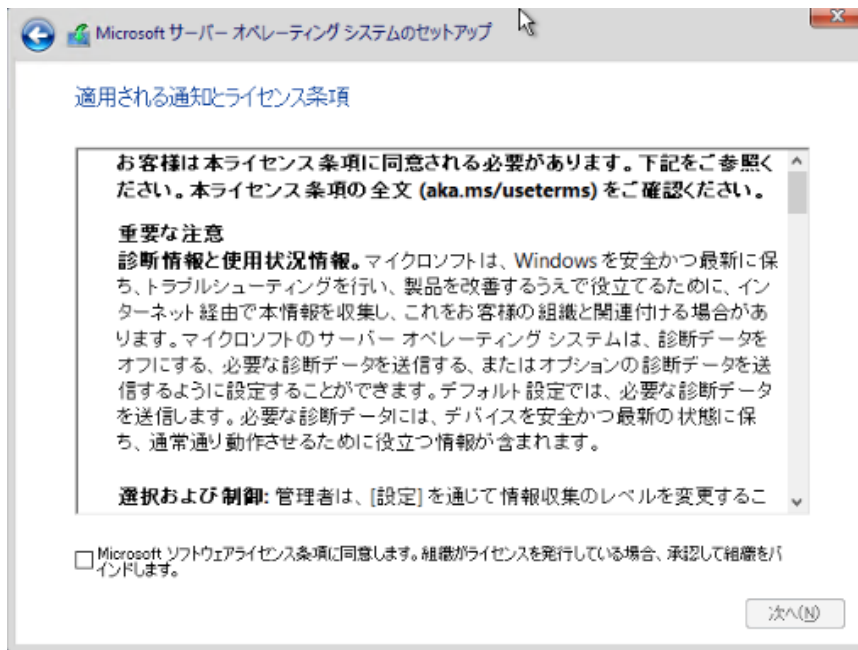 Microsoft サーバー オペレーティング システムのセットアップ
適用される通知とライセンス条項
お客様は本ライセンス条項に同意される必要があります。下記をご参照く
ださい。本ライセンス条項の全文 (aka.ms/useterms) をご確認ください。
重要な注意
診断情報と使用状況情報。マイクロソフトは、Windows を安全かつ最新に保
ち、トラブルシューティングを行い、製品を改善するうえで役立てるために、イン
ターネット経由で本情報を収集し、これをお客様の組織と関連付ける場合があ
ります。マイクロソフトのサーバー オペレーティング システムは、診断データを
オフにする、必要な診断データを送信する、またはオプションの診断データを送
信するように設定することができます。デフォルト設定では、必要な診断データ
を送信します。必要な診断データには、デバイスを安全かつ最新の状態に保
ち、通常通り動作させるために役立つ情報が含まれます。
選択および制御: 管理者は、[設定] を通じて情報収集のレベルを変更するこ
Microsoft ソフトウェアライセンス条項に同意します。組織がライセンスを発行している場合、承認して組織をバ
インドします。
次へ(N)